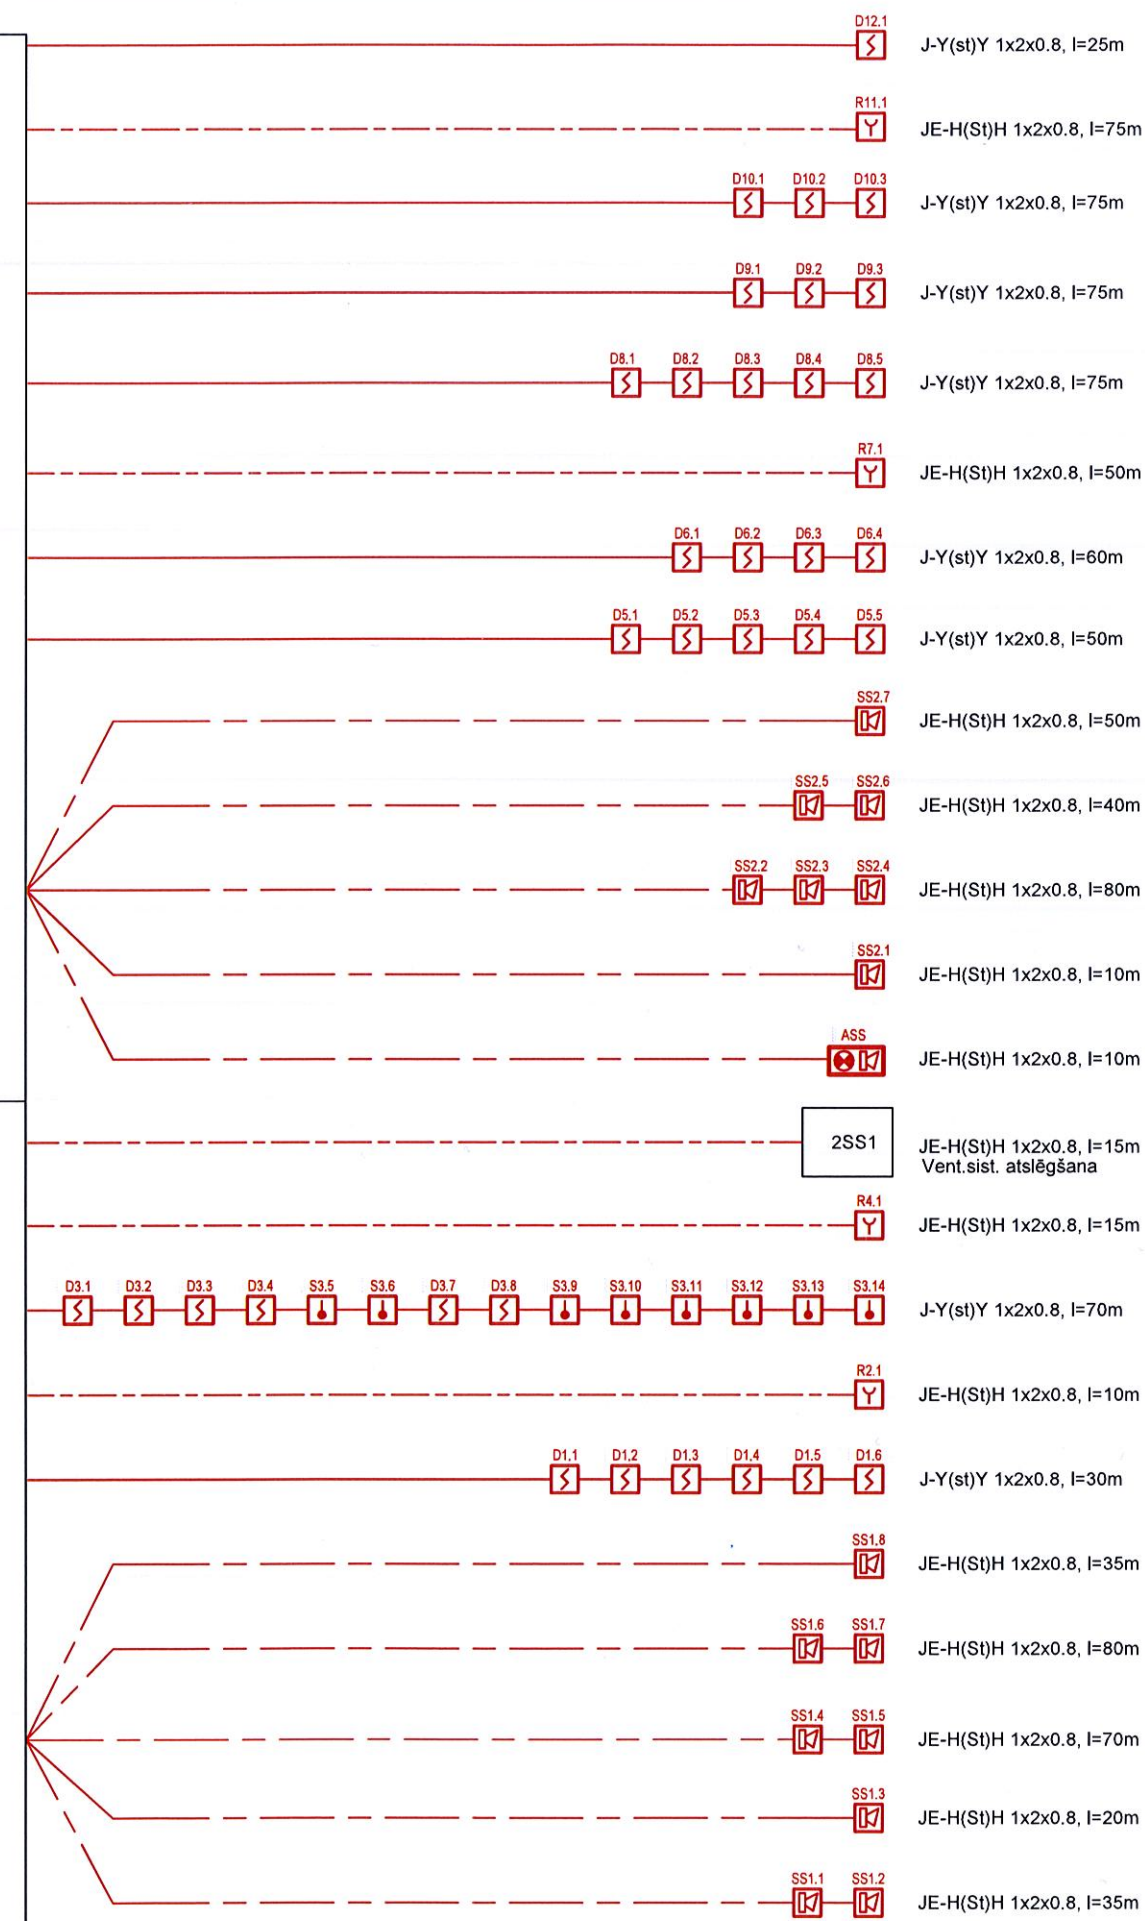 D12.1
J-Y(st)Y 1x2x0.8, l=25m
R11.1
JE-H(St)H 1x2x0.8, l=75m
D10.1 D10.2 D10.3
J-Y(st)Y 1x2x0.8, l=75m
D9.1 D9.2 D9.3
J-Y(st)Y 1x2x0.8, l=75m
D8.1 D8.2 D8.3 D8.4 D8.5
J-Y(st)Y 1x2x0.8, l=75m
R7.1
JE-H(St)H 1x2x0.8, l=50m
D6.1 D6.2 D6.3 D6.4
J-Y(st)Y 1x2x0.8, l=60m
D5.1 D5.2 D5.3 D5.4 D5.5
J-Y(st)Y 1x2x0.8, l=50m
SS2.7
JE-H(St)H 1x2x0.8, l=50m
SS2.5 SS2.6
JE-H(St)H 1x2x0.8, l=40m
SS2.2 SS2.3 SS2.4
JE-H(St)H 1x2x0.8, l=80m
SS2.1
JE-H(St)H 1x2x0.8, l=10m
ASS
JE-H(St)H 1x2x0.8, l=10m
2SS1
JE-H(St)H 1x2x0.8, l=15m
Vent.sist. atslēgšana
R4.1
JE-H(St)H 1x2x0.8, l=15m
D3.1 D3.2 D3.3 D3.4 S3.5 S3.6 D3.7 D3.8 S3.9 S3.10 S3.11 S3.12 S3.13 S3.14
J-Y(st)Y 1x2x0.8, l=70m
R2.1
JE-H(St)H 1x2x0.8, l=10m
D1.1 D1.2 D1.3 D1.4 D1.5 D1.6
J-Y(st)Y 1x2x0.8, l=30m
SS1.8
JE-H(St)H 1x2x0.8, l=35m
SS1.6 SS1.7
JE-H(St)H 1x2x0.8, l=80m
SS1.4 SS1.5
JE-H(St)H 1x2x0.8, l=70m
SS1.3
JE-H(St)H 1x2x0.8, l=20m
SS1.1 SS1.2
JE-H(St)H 1x2x0.8, l=35m